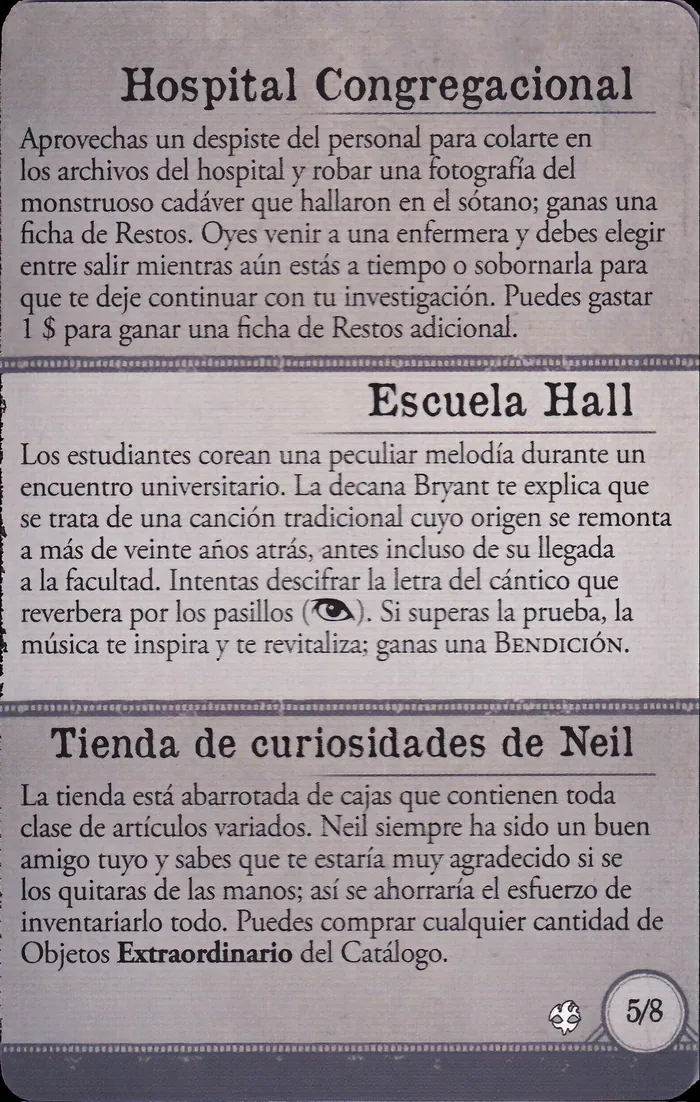 Hospital Congregacional
Aprovechas un despiste del personal para colarte en
los archivos del hospital y robar una fotografía del
monstruoso cadáver que hallaron en el sótano; ganas una
ficha de Restos. Oyes venir a una enfermera y debes elegir
entre salir mientras aún estás a tiempo o sobornarla para
que te deje continuar con tu investigación. Puedes gastar
1 $ para ganar una ficha de Restos adicional.
Escuela Hall
Los estudiantes corean una peculiar melodía durante un
encuentro universitario. La decana Bryant te explica que
se trata de una canción tradicional cuyo origen se remonta
a más de veinte años atrás, antes incluso de su llegada
a la facultad. Intentas descifrar la letra del cántico que
reverbera por los pasillos (). Si superas la prueba, la
música te inspira y te revitaliza; ganas una BENDICIÓN.
Tienda de curiosidades de Neil
La tienda está abarrotada de cajas que contienen toda
clase de artículos variados. Neil siempre ha sido un buen
amigo tuyo y sabes que te estaría muy agradecido si se
los quitaras de las manos; así se ahorraría el esfuerzo de
inventariarlo todo. Puedes comprar cualquier cantidad de
Objetos Extraordinario del Catálogo.
5/8